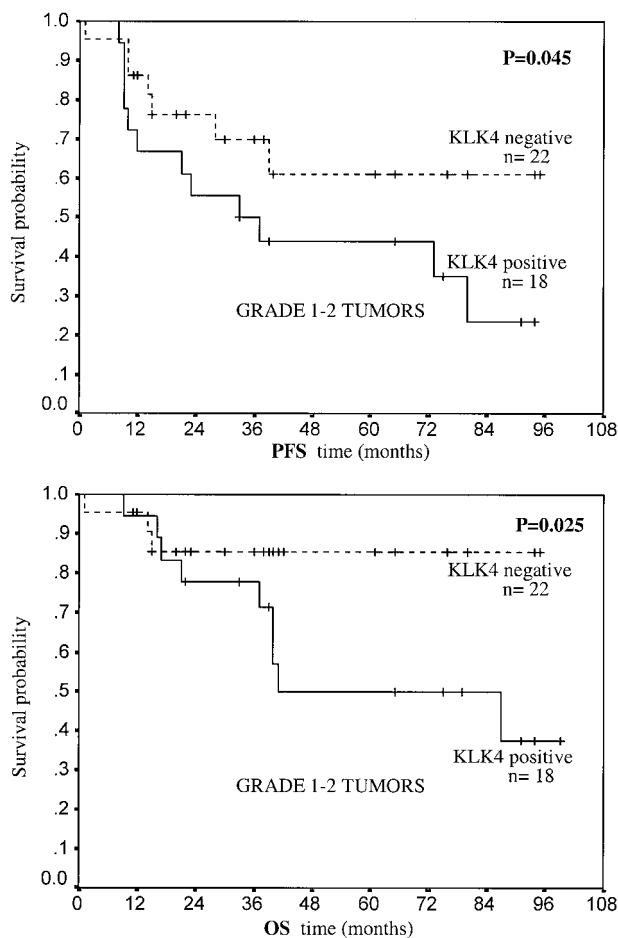 1.0
.9
.8
.7
.6
.5
.4
.3
.2
.1
0.0
Survival probability
P=0.045
KLK4 negative
n= 22
KLK4 positive
n= 18
GRADE 1-2 TUMORS
0 12 24 36 48 60 72 84 96 108
PFS time (months)
1.0
.9
.8
.7
.6
.5
.4
.3
.2
.1
0.0
Survival probability
P=0.025
KLK4 negative
n= 22
KLK4 positive
n= 18
GRADE 1-2 TUMORS
0 12 24 36 48 60 72 84 96 108
OS time (months)